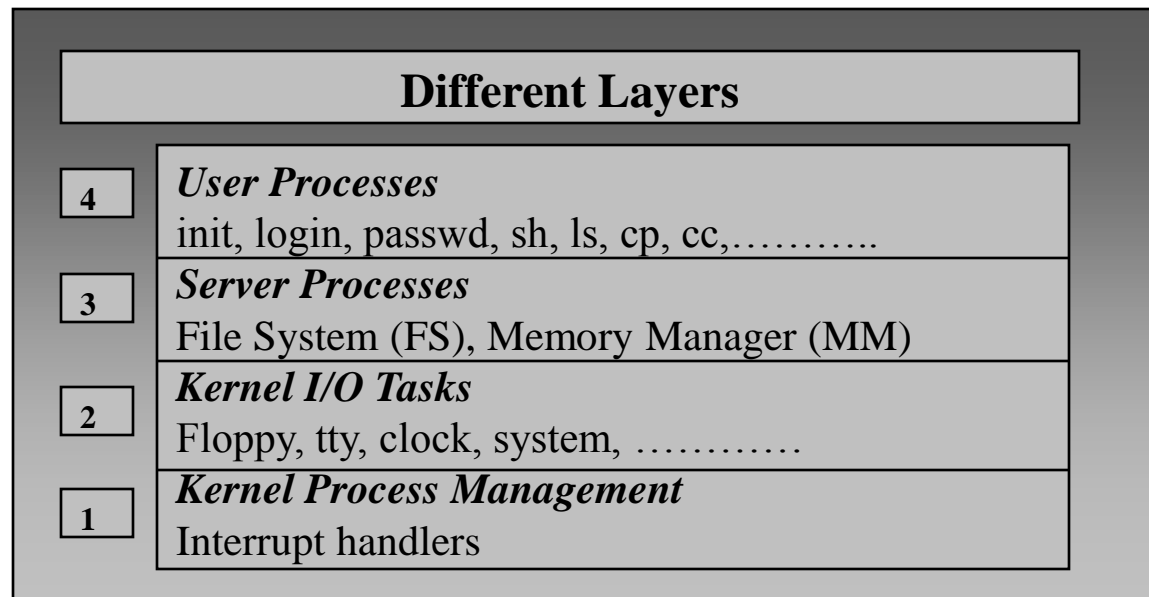 Different Layers
4
User Processes
init, login, passwd, sh, ls, cp, cc,………..
3
Server Processes
File System (FS), Memory Manager (MM)
2
Kernel I/O Tasks
Floppy, tty, clock, system, …………
1
Kernel Process Management
Interrupt handlers